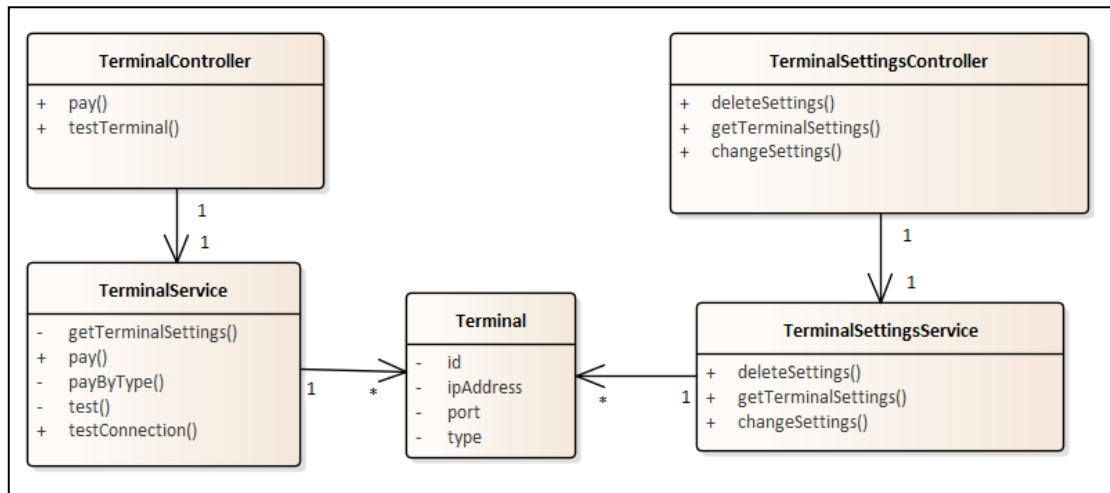 TerminalController
+ pay()
+ testTerminal()
1
1
TerminalSettingsController
+ deleteSettings()
+ getTerminalSettings()
+ changeSettings()
1
1
TerminalService
- getTerminalSettings()
+ pay()
- payByType()
- test()
+ testConnection()
1
*
Terminal
- id
- ipAddress
- port
- type
*
1
TerminalSettingsService
+ deleteSettings()
+ getTerminalSettings()
+ changeSettings()